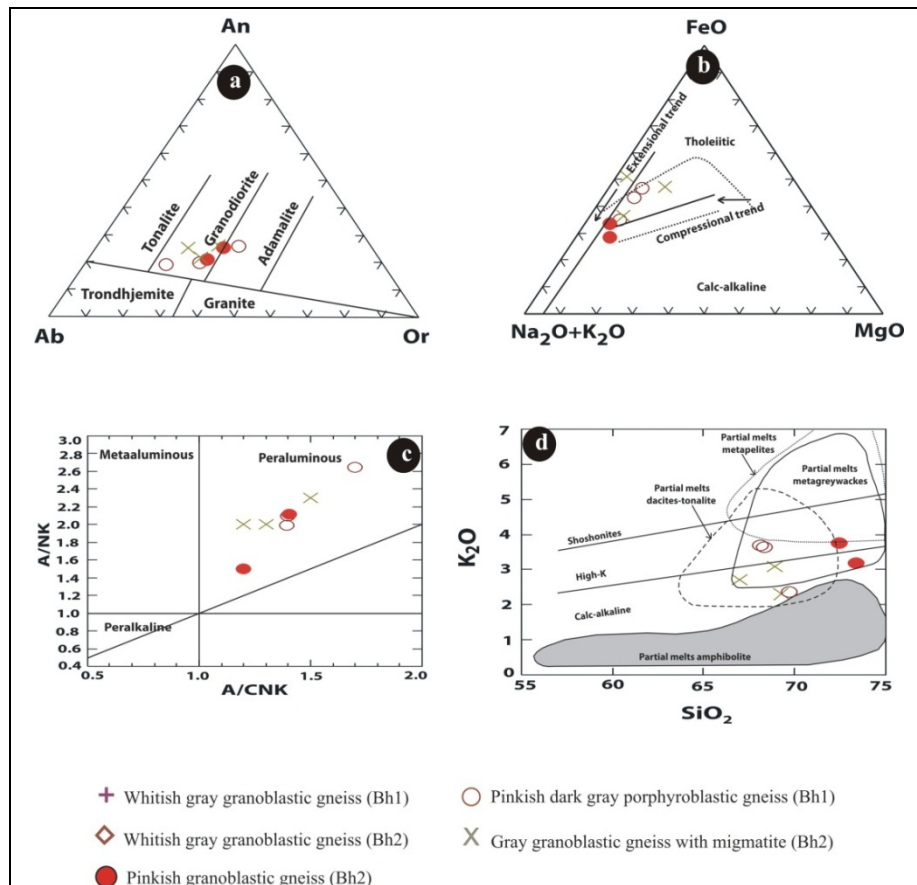 An
a
Tonalite
Granodiorite
Adamalite
Trondhjemite
Granite
Ab
Or
FeO
b
Extensional trend
Tholeiitic
Compressional trend
Calc-alkaline
Na2O+K2O
MgO
c
A/NK
3.0
2.8
2.6
2.4
2.2
2.0
1.8
1.6
1.4
1.2
1.0
0.8
0.6
0.4
Metaaluminous
Peraluminous
Peralkaline
0.5
1.0
1.5
2.0
A/CNK
d
K2O
7
6
5
4
3
2
1
0
Partial melts
metapelites
Partial melts
metagreywackes
Partial melts
dacites-tonalite
Shoshonites
High-K
Calc-alkaline
Partial melts amphibolite
55
60
65
70
75
SiO2
Whitish gray granoblastic gneiss (Bh1)
Whitish gray granoblastic gneiss (Bh2)
Pinkish granoblastic gneiss (Bh2)
Pinkish dark gray porphyroblastic gneiss (Bh1)
Gray granoblastic gneiss with migmatite (Bh2)